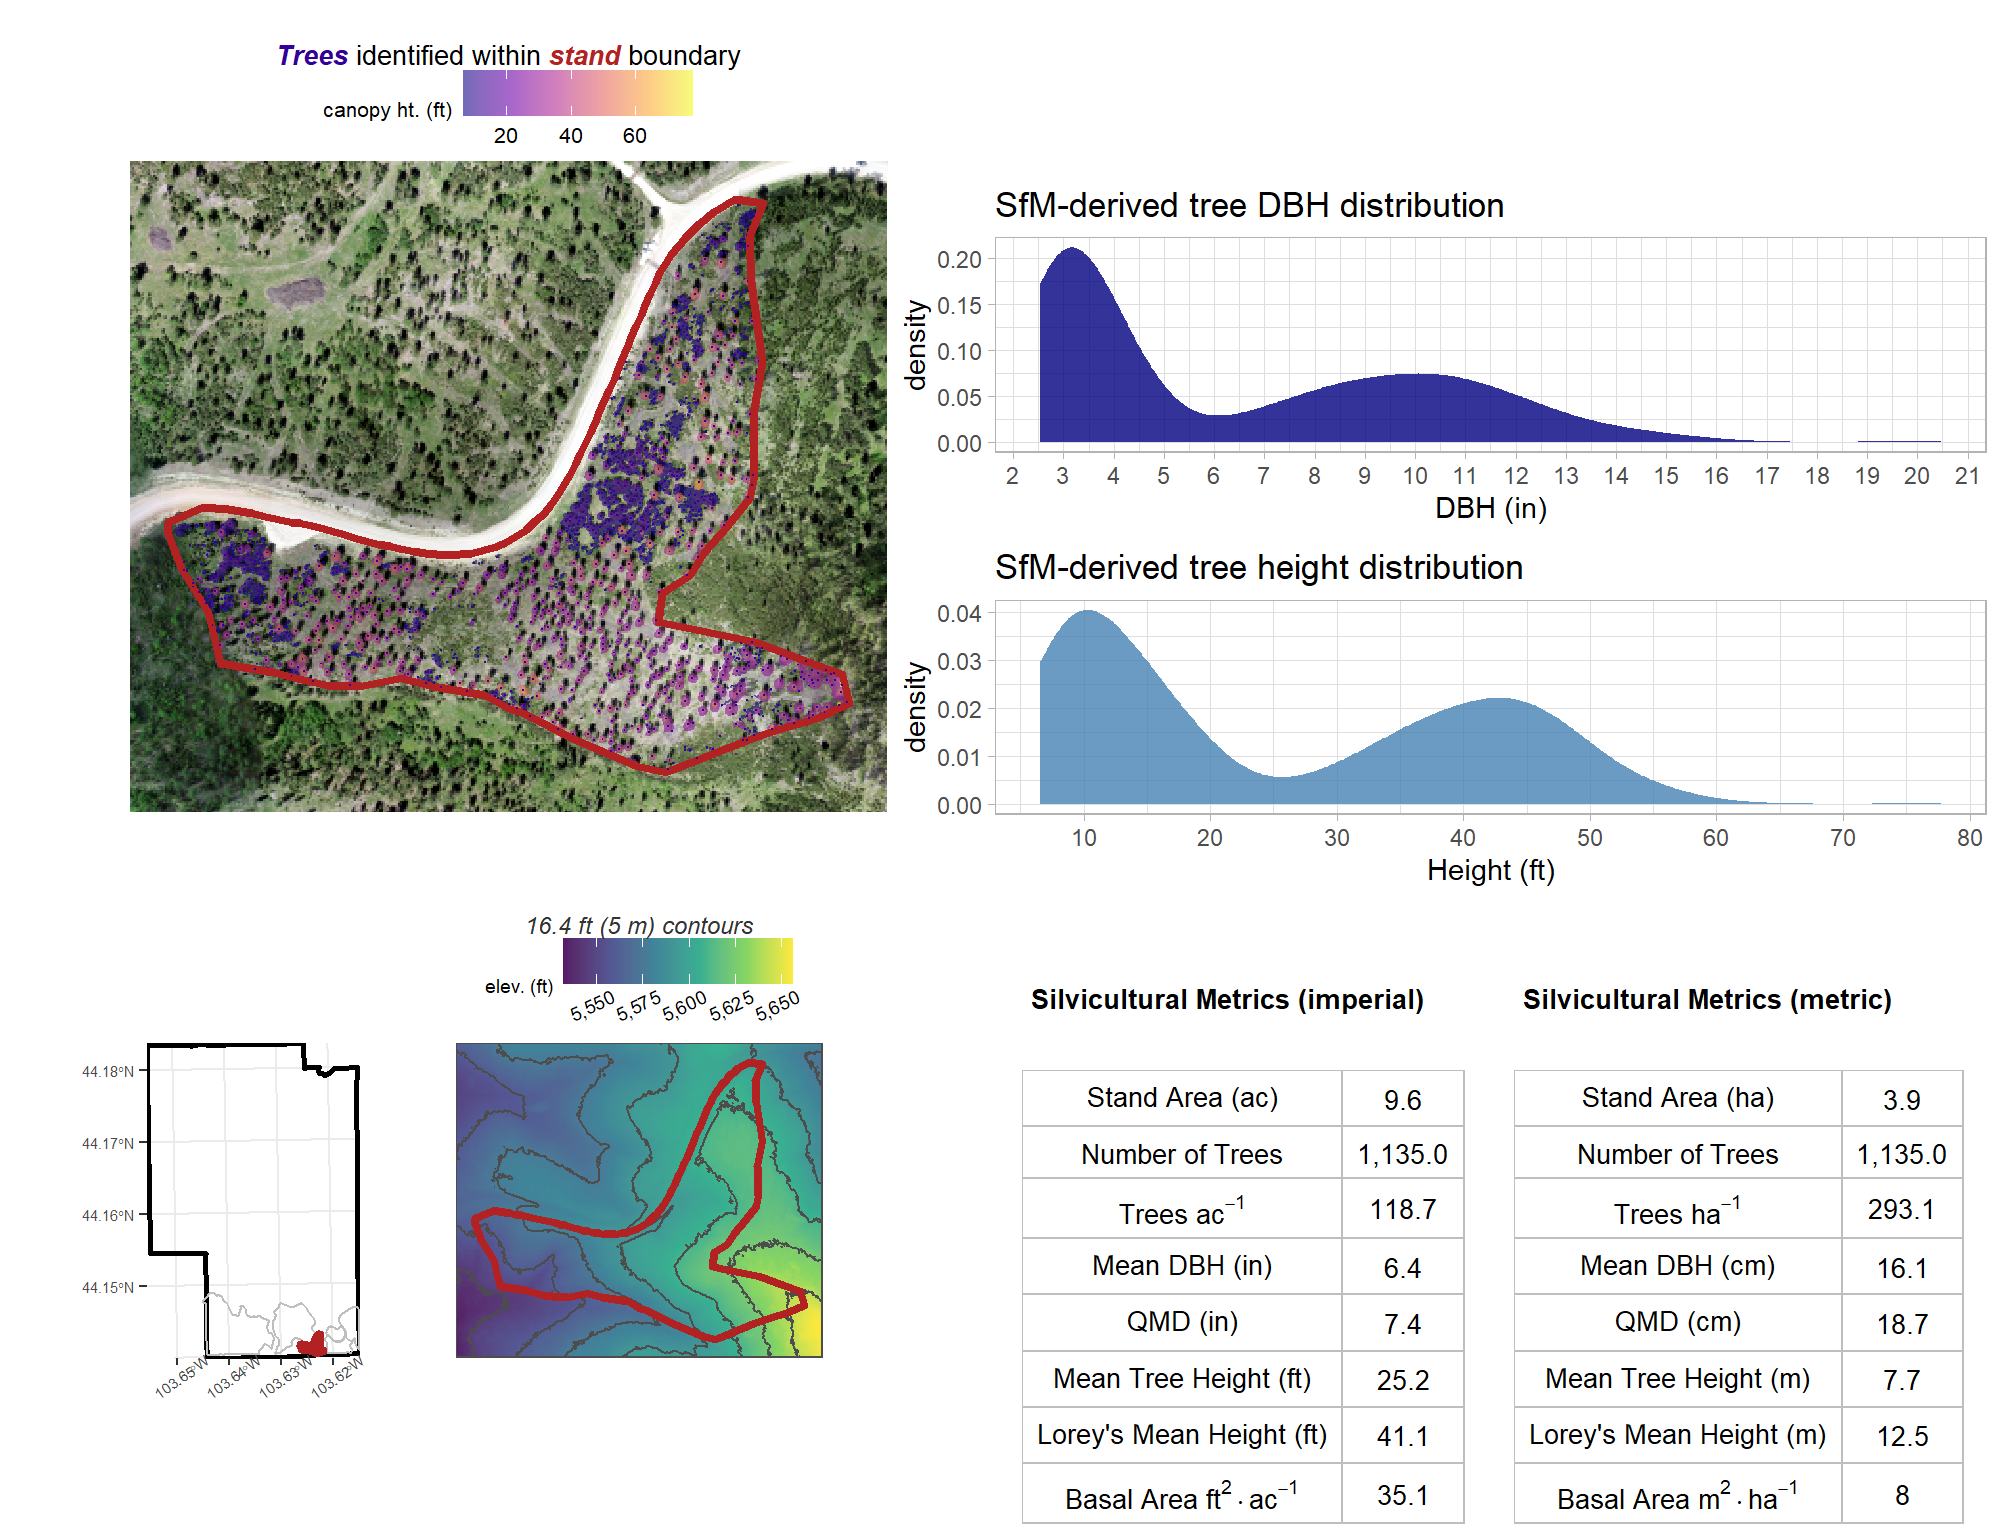 Trees identified within stand boundary
canopy ht. (ft)
20 40 60
SfM-derived tree DBH distribution
density
0.20
0.15
0.10
0.05
0.00
2 3 4 5 6 7 8 9 10 11 12 13 14 15 16 17 18 19 20 21
DBH (in)
SfM-derived tree height distribution
density
0.04
0.03
0.02
0.01
0.00
10 20 30 40 50 60 70 80
Height (ft)
16.4 ft (5 m) contours
elev. (ft)
5,550 5,575 5,600 5,625 5,650
44.18°N
44.17°N
44.16°N
44.15°N
103.65°W 103.64°W 103.63°W 103.62°W
Silvicultural Metrics (imperial)
Stand Area (ac) 9.6
Number of Trees 1,135.0
Trees ac⁻¹ 118.7
Mean DBH (in) 6.4
QMD (in) 7.4
Mean Tree Height (ft) 25.2
Lorey's Mean Height (ft) 41.1
Basal Area ft² · ac⁻¹ 35.1
Silvicultural Metrics (metric)
Stand Area (ha) 3.9
Number of Trees 1,135.0
Trees ha⁻¹ 293.1
Mean DBH (cm) 16.1
QMD (cm) 18.7
Mean Tree Height (m) 7.7
Lorey's Mean Height (m) 12.5
Basal Area m² · ha⁻¹ 8